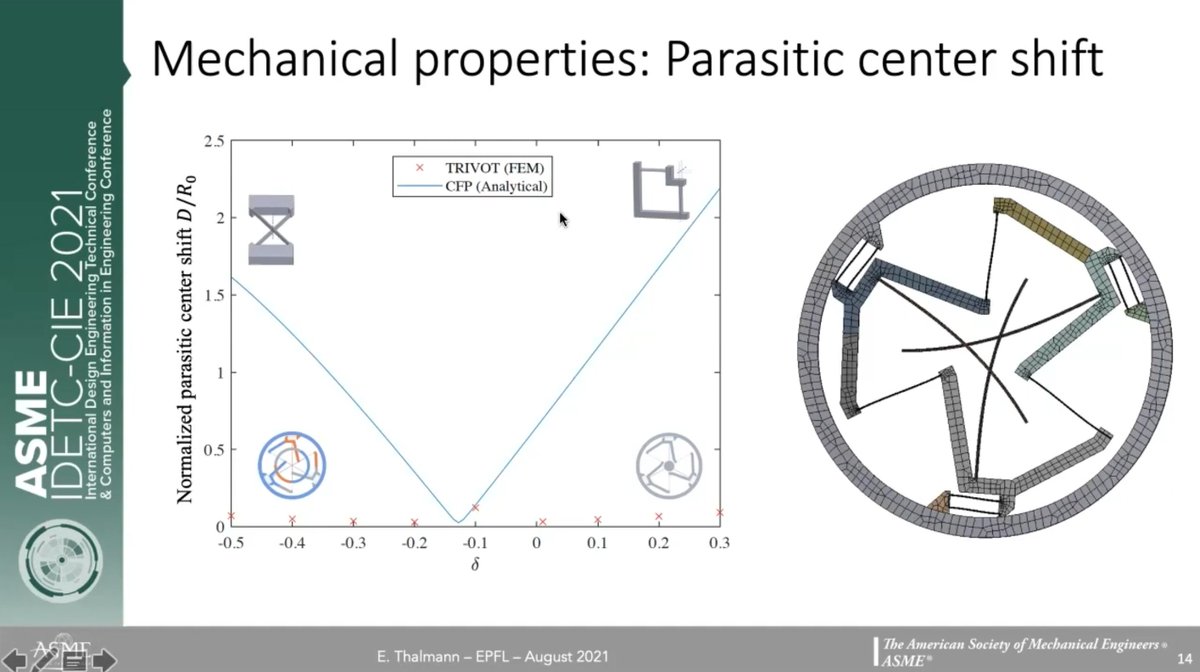 Mechanical properties: Parasitic center shift
ASME
IDETC-CIE 2021
International Design Engineering Technical Conference
& Computers and Information in Engineering Conference
Normalized parasitic center shift D/R₀
2.5
2
1.5
1
0.5
0
TRIVOT (FEM)
CFP (Analytical)
-0.5 -0.4 -0.3 -0.2 -0.1 0 0.1 0.2 0.3
δ
ASME
E. Thalmann – EPFL – August 2021
The American Society of Mechanical Engineers®
ASME®
14